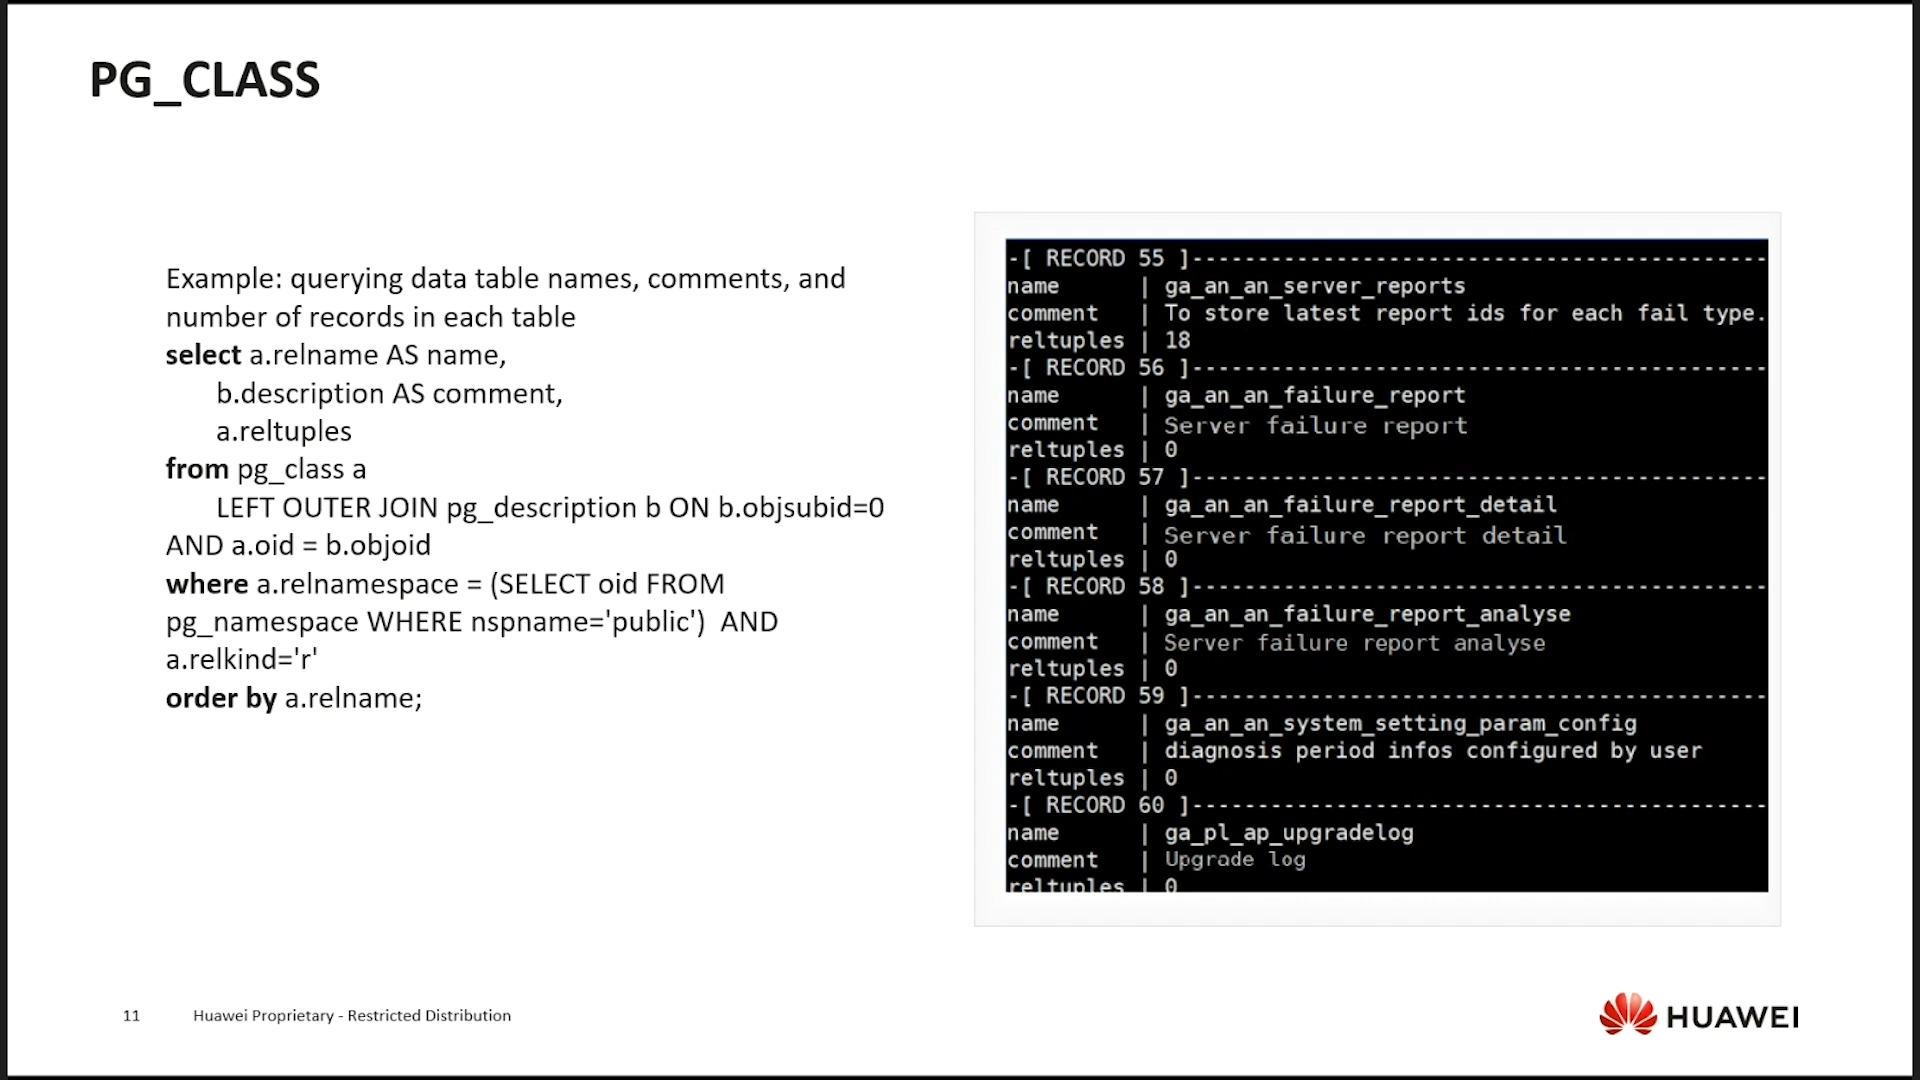 PG_CLASS
Example: querying data table names, comments, and
number of records in each table
select a.relname AS name,
b.description AS comment,
a.reltuples
from pg_class a
LEFT OUTER JOIN pg_description b ON b.objsubid=0
AND a.oid = b.objoid
where a.relnamespace = (SELECT oid FROM
pg_namespace WHERE nspname='public')  AND
a.relkind='r'
order by a.relname;
-[ RECORD 55 ]--------------------------------------------
name      | ga_an_an_server_reports
comment   | To store latest report ids for each fail type.
reltuples | 18
-[ RECORD 56 ]--------------------------------------------
name      | ga_an_an_failure_report
comment   | Server failure report
reltuples | 0
-[ RECORD 57 ]--------------------------------------------
name      | ga_an_an_failure_report_detail
comment   | Server failure report detail
reltuples | 0
-[ RECORD 58 ]--------------------------------------------
name      | ga_an_an_failure_report_analyse
comment   | Server failure report analyse
reltuples | 0
-[ RECORD 59 ]--------------------------------------------
name      | ga_an_an_system_setting_param_config
comment   | diagnosis period infos configured by user
reltuples | 0
-[ RECORD 60 ]--------------------------------------------
name      | ga_pl_ap_upgradelog
comment   | Upgrade log
reltuples | 0
11
Huawei Proprietary - Restricted Distribution
HUAWEI